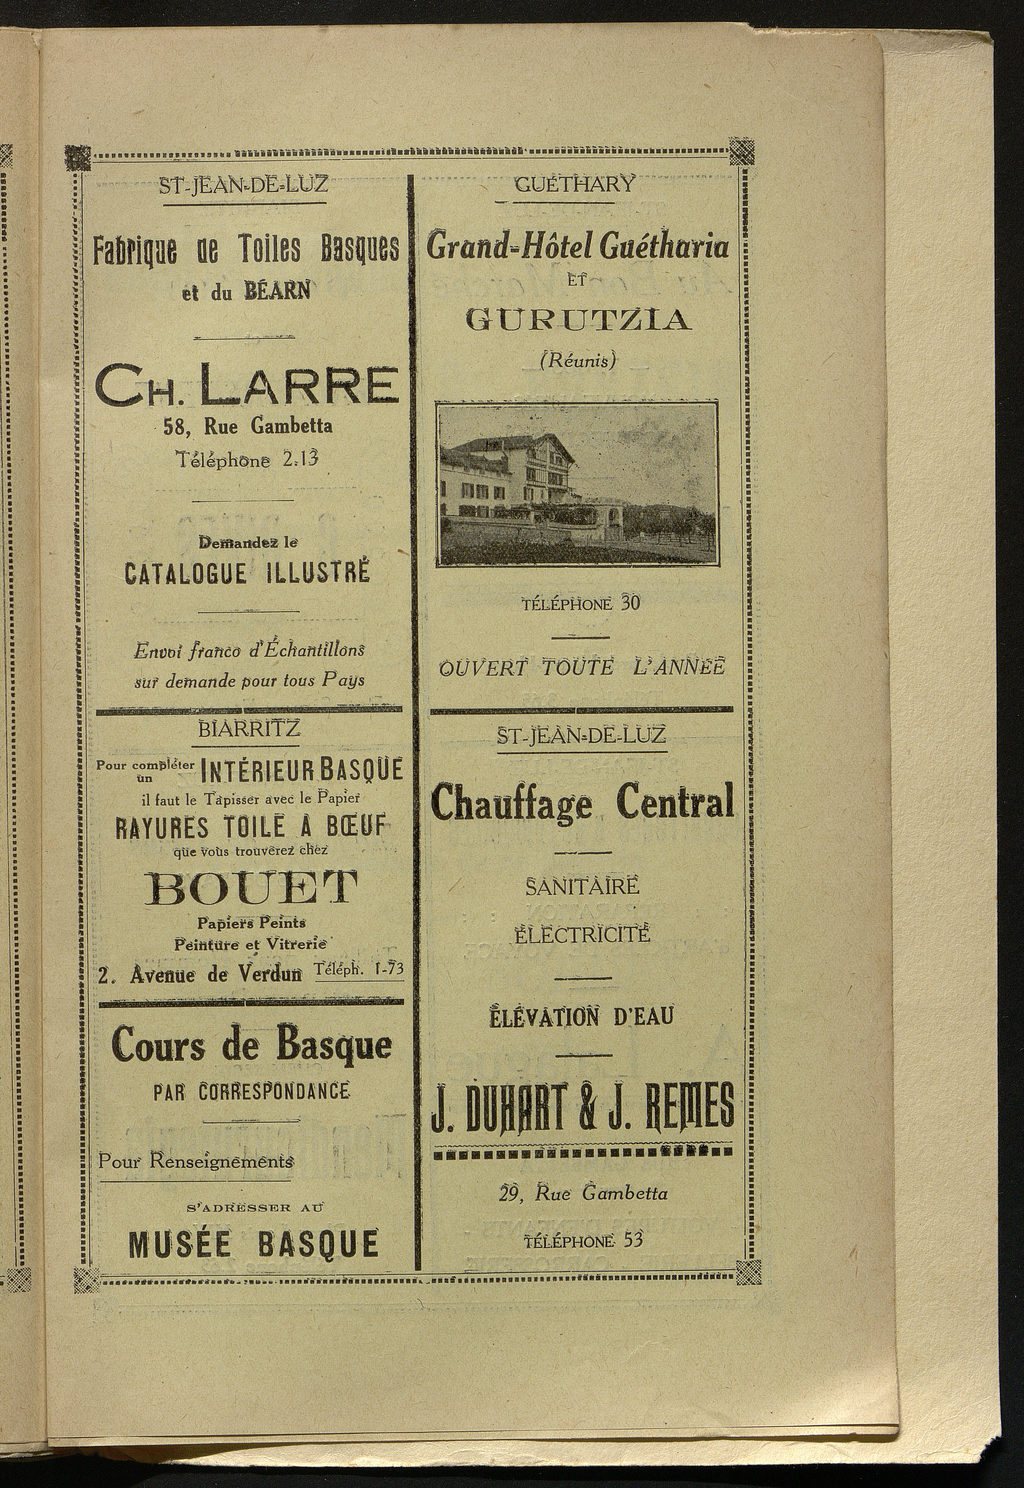 ST-JEAN-DE-LUZ
Fabrique de Toiles Basques
et du BÉARN
CH. LARRE
58, Rue Gambetta
Téléphone 2.13
Demandez le
CATALOGUE ILLUSTRÉ
Envoi franco d'Échantillons
sur demande pour tous Pays
BIARRITZ
Pour compléter un INTÉRIEUR BASQUE
il faut le Tapisser avec le Papier
RAYURES TOILE A BŒUF
que vous trouverez chez
BOUET
Papiers Peints
Peinture et Vitrerie
2, Avenue de Verdun Téléph. 1-73
Cours de Basque
PAR CORRESPONDANCE
Pour Renseignements
S'ADRESSER AU
MUSÉE BASQUE
GUÉTHARY
Grand-Hôtel Guétharia
ET
GURUTZIA
(Réunis)
TÉLÉPHONE 30
OUVERT TOUTE L'ANNÉE
ST-JEAN-DE-LUZ
Chauffage Central
SANITAIRE
ÉLECTRICITÉ
ÉLÉVATION D'EAU
J. DUHART & J. REMES
29, Rue Gambetta
TÉLÉPHONE 53